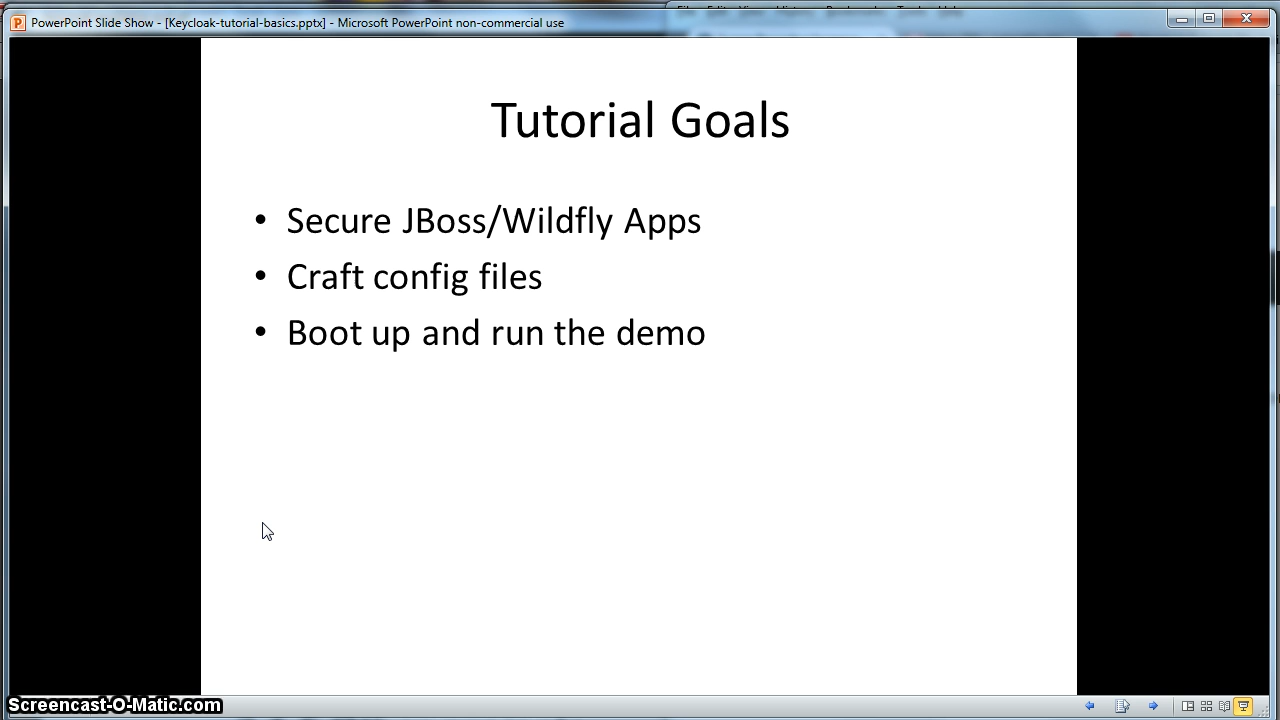 PowerPoint Slide Show - [Keycloak-tutorial-basics.pptx] - Microsoft PowerPoint non-commercial use
Tutorial Goals
• Secure JBoss/Wildfly Apps
• Craft config files
• Boot up and run the demo
Screencast-O-Matic.com